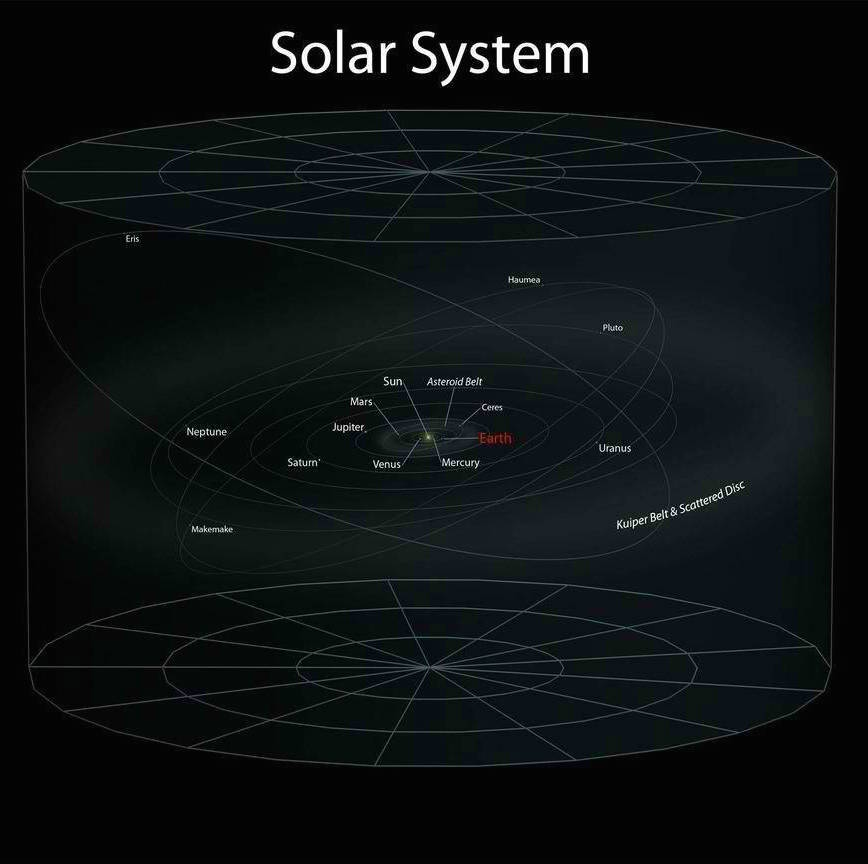 Solar System
Eris
Haumea
Pluto
Sun
Asteroid Belt
Mars
Ceres
Jupiter
Neptune
Earth
Uranus
Saturn
Venus
Mercury
Kuiper Belt & Scattered Disc
Makemake